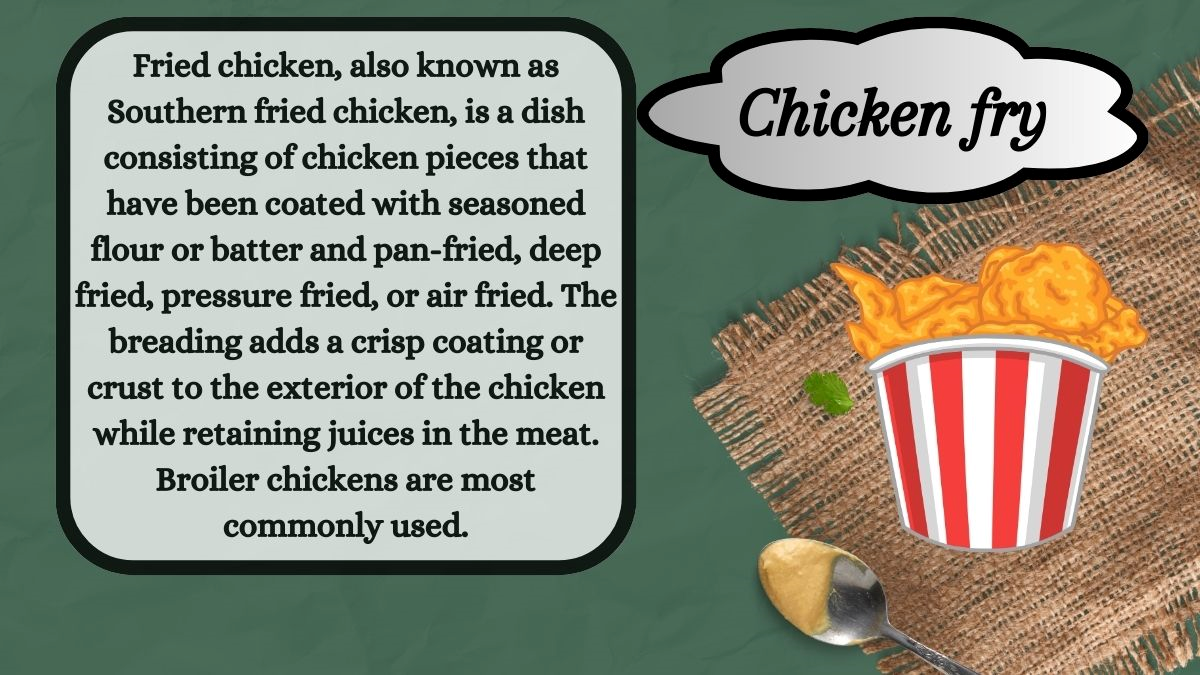 Fried chicken, also known as
Southern fried chicken, is a dish
consisting of chicken pieces that
have been coated with seasoned
flour or batter and pan-fried, deep
fried, pressure fried, or air fried. The
breading adds a crisp coating or
crust to the exterior of the chicken
while retaining juices in the meat.
Broiler chickens are most
commonly used.
Chicken fry